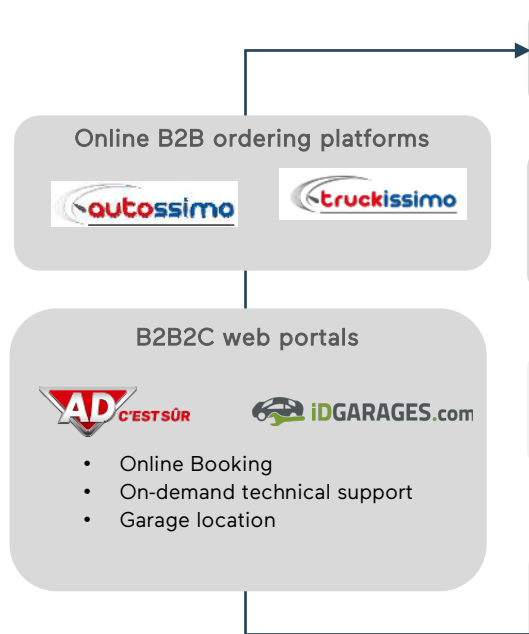 Online B2B ordering platforms
autossimo
truckissimo
B2B2C web portals
AD C'EST SÛR
iDGARAGES.com
• Online Booking
• On-demand technical support
• Garage location